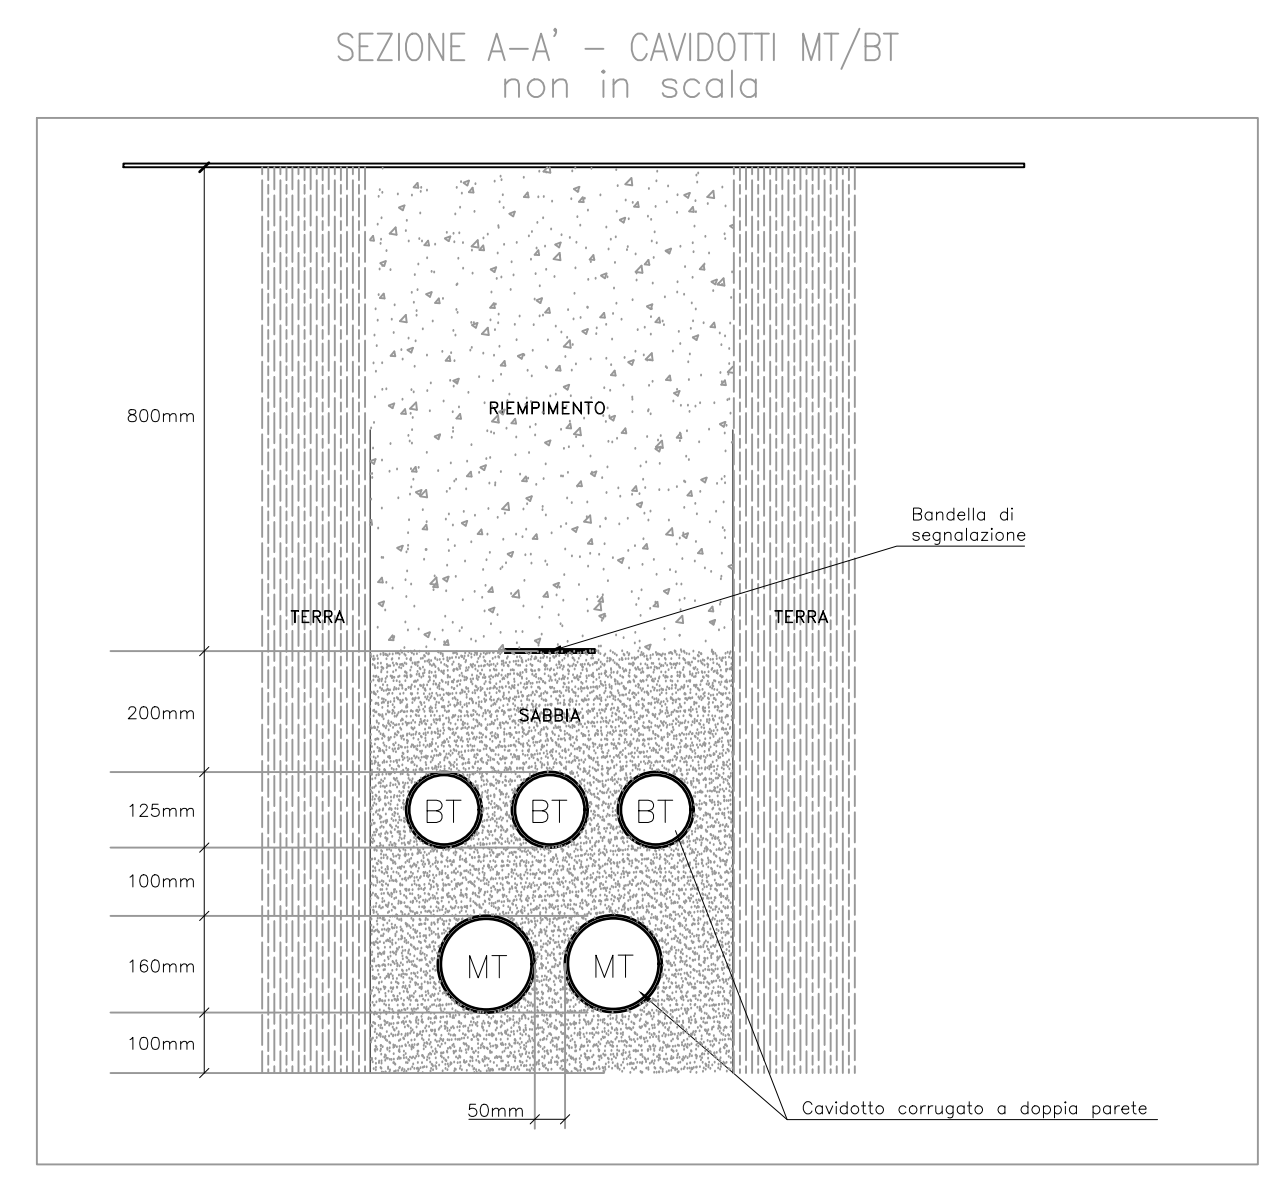 SEZIONE A-A' - CAVIDOTTI MT/BT
non in scala
800mm
RIEMPIMENTO
Bandella di
segnalazione
TERRA
TERRA
200mm
SABBIA
125mm
BT
BT
BT
100mm
160mm
MT
MT
100mm
50mm
Cavidotto corrugato a doppia parete